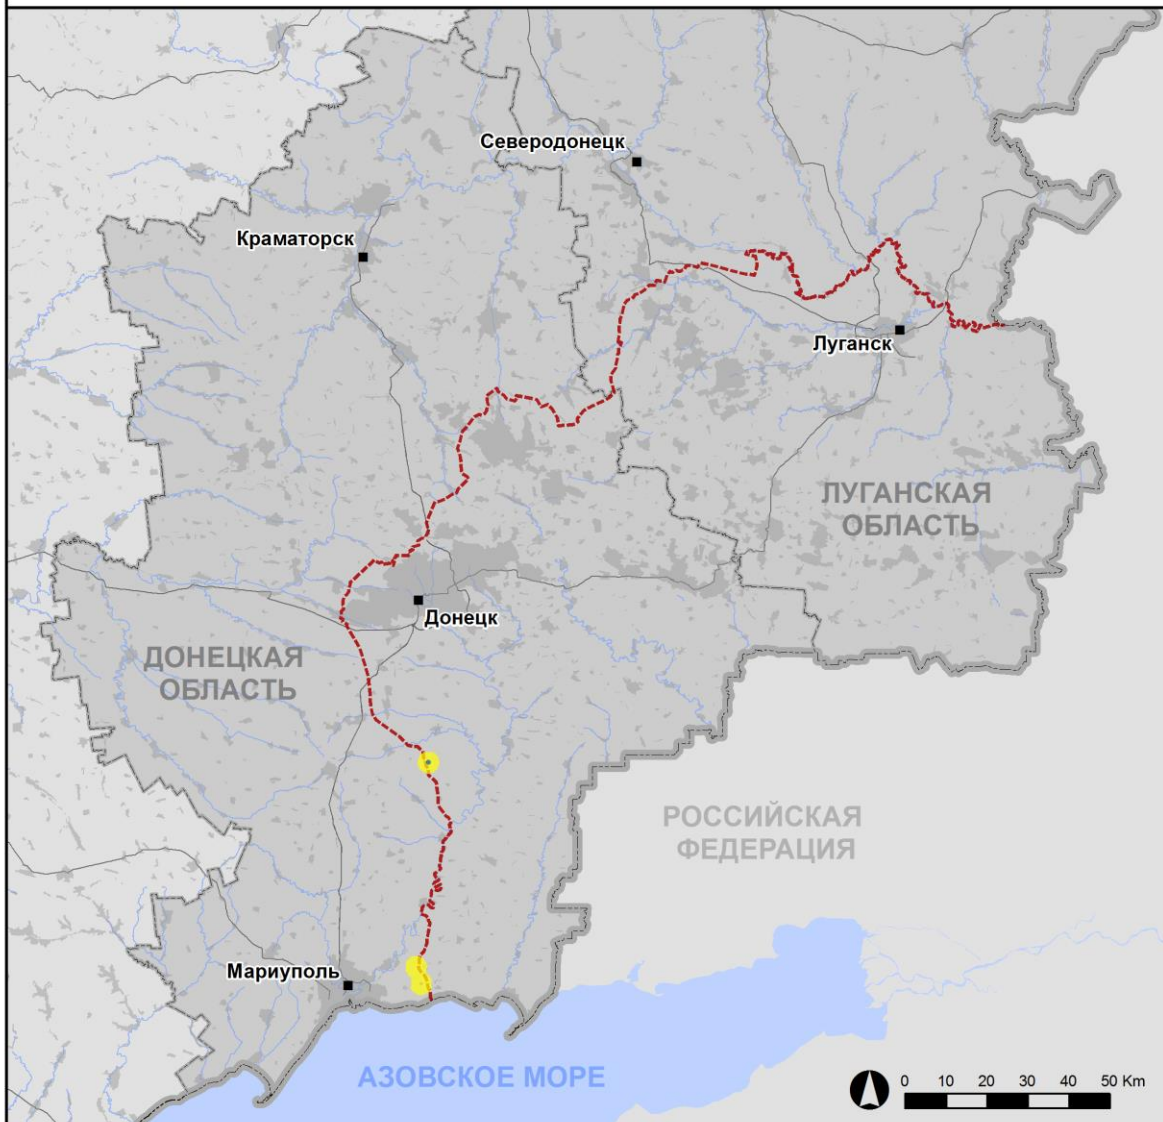 Северодонецк
Краматорск
Луганск
ЛУГАНСКАЯ
ОБЛАСТЬ
Донецк
ДОНЕЦКАЯ
ОБЛАСТЬ
РОССИЙСКАЯ
ФЕДЕРАЦИЯ
Мариуполь
АЗОВСКОЕ МОРЕ
0 10 20 30 40 50 Km